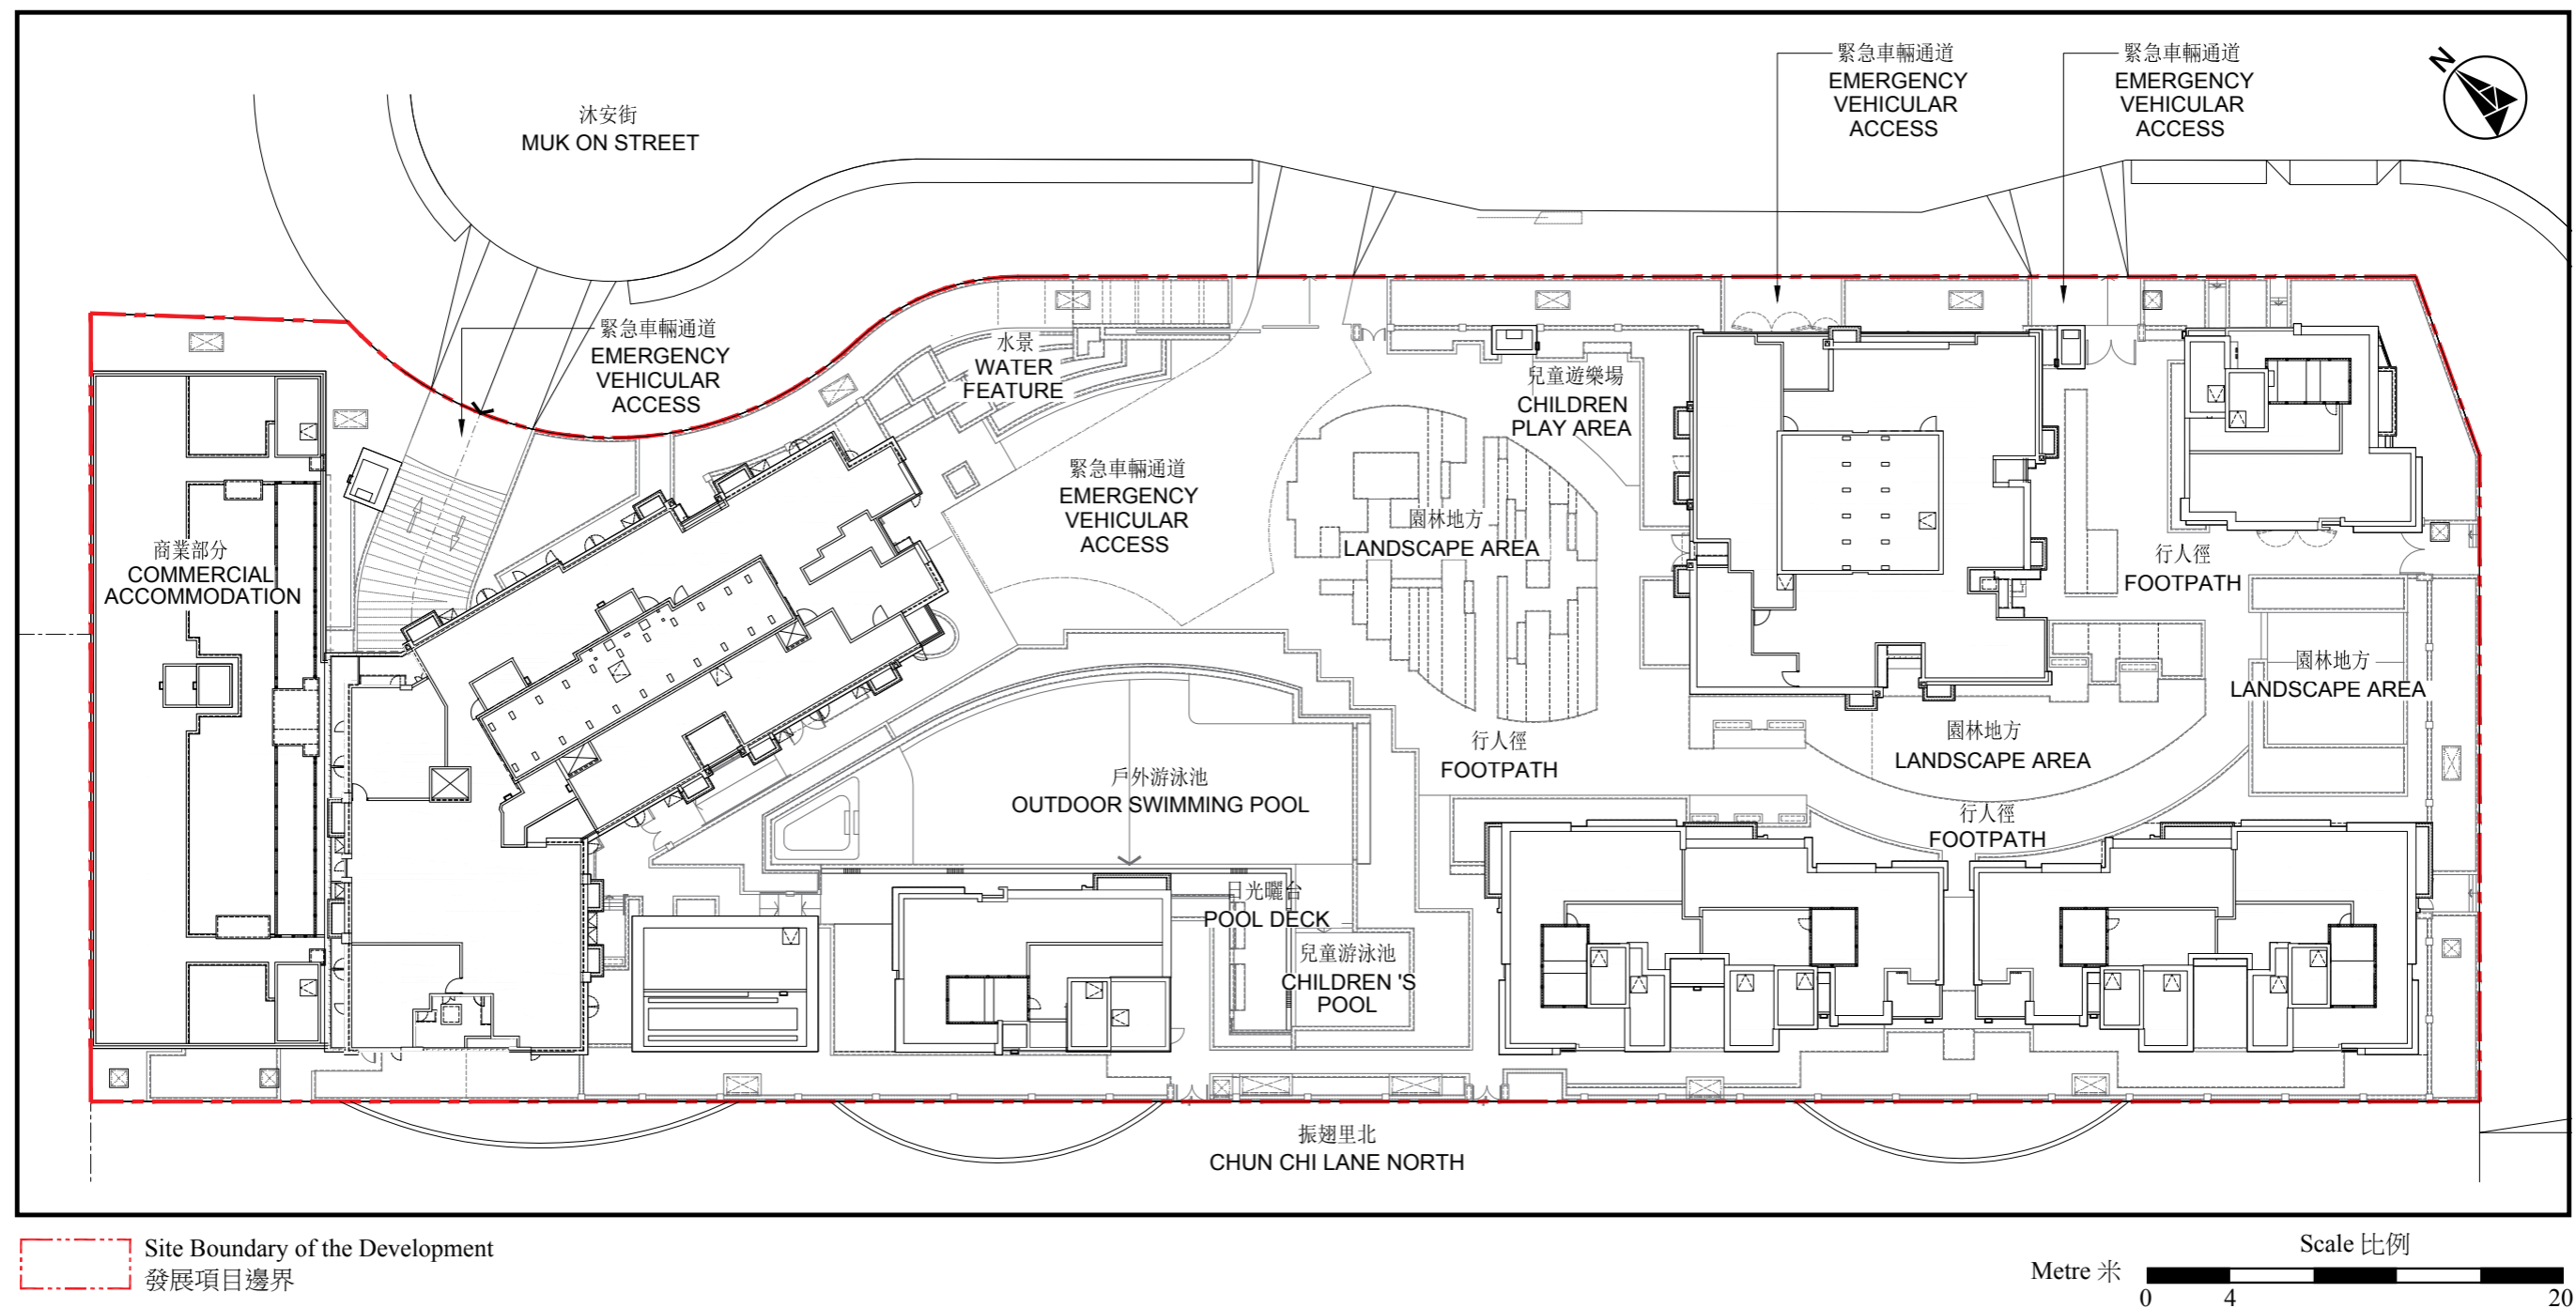 緊急車輛通道
EMERGENCY
VEHICULAR
ACCESS
緊急車輛通道
EMERGENCY
VEHICULAR
ACCESS
N
沐安街
MUK ON STREET
緊急車輛通道
EMERGENCY
VEHICULAR
ACCESS
水景
WATER
FEATURE
兒童遊樂場
CHILDREN
PLAY AREA
緊急車輛通道
EMERGENCY
VEHICULAR
ACCESS
園林地方
LANDSCAPE AREA
商業部分
COMMERCIAL
ACCOMMODATION
行人徑
FOOTPATH
園林地方
LANDSCAPE AREA
園林地方
LANDSCAPE AREA
行人徑
FOOTPATH
戶外游泳池
OUTDOOR SWIMMING POOL
行人徑
FOOTPATH
日光曬台
POOL DECK
兒童游泳池
CHILDREN 'S
POOL
振翅里北
CHUN CHI LANE NORTH
Site Boundary of the Development
發展項目邊界
Scale 比例
Metre 米
0 4 20